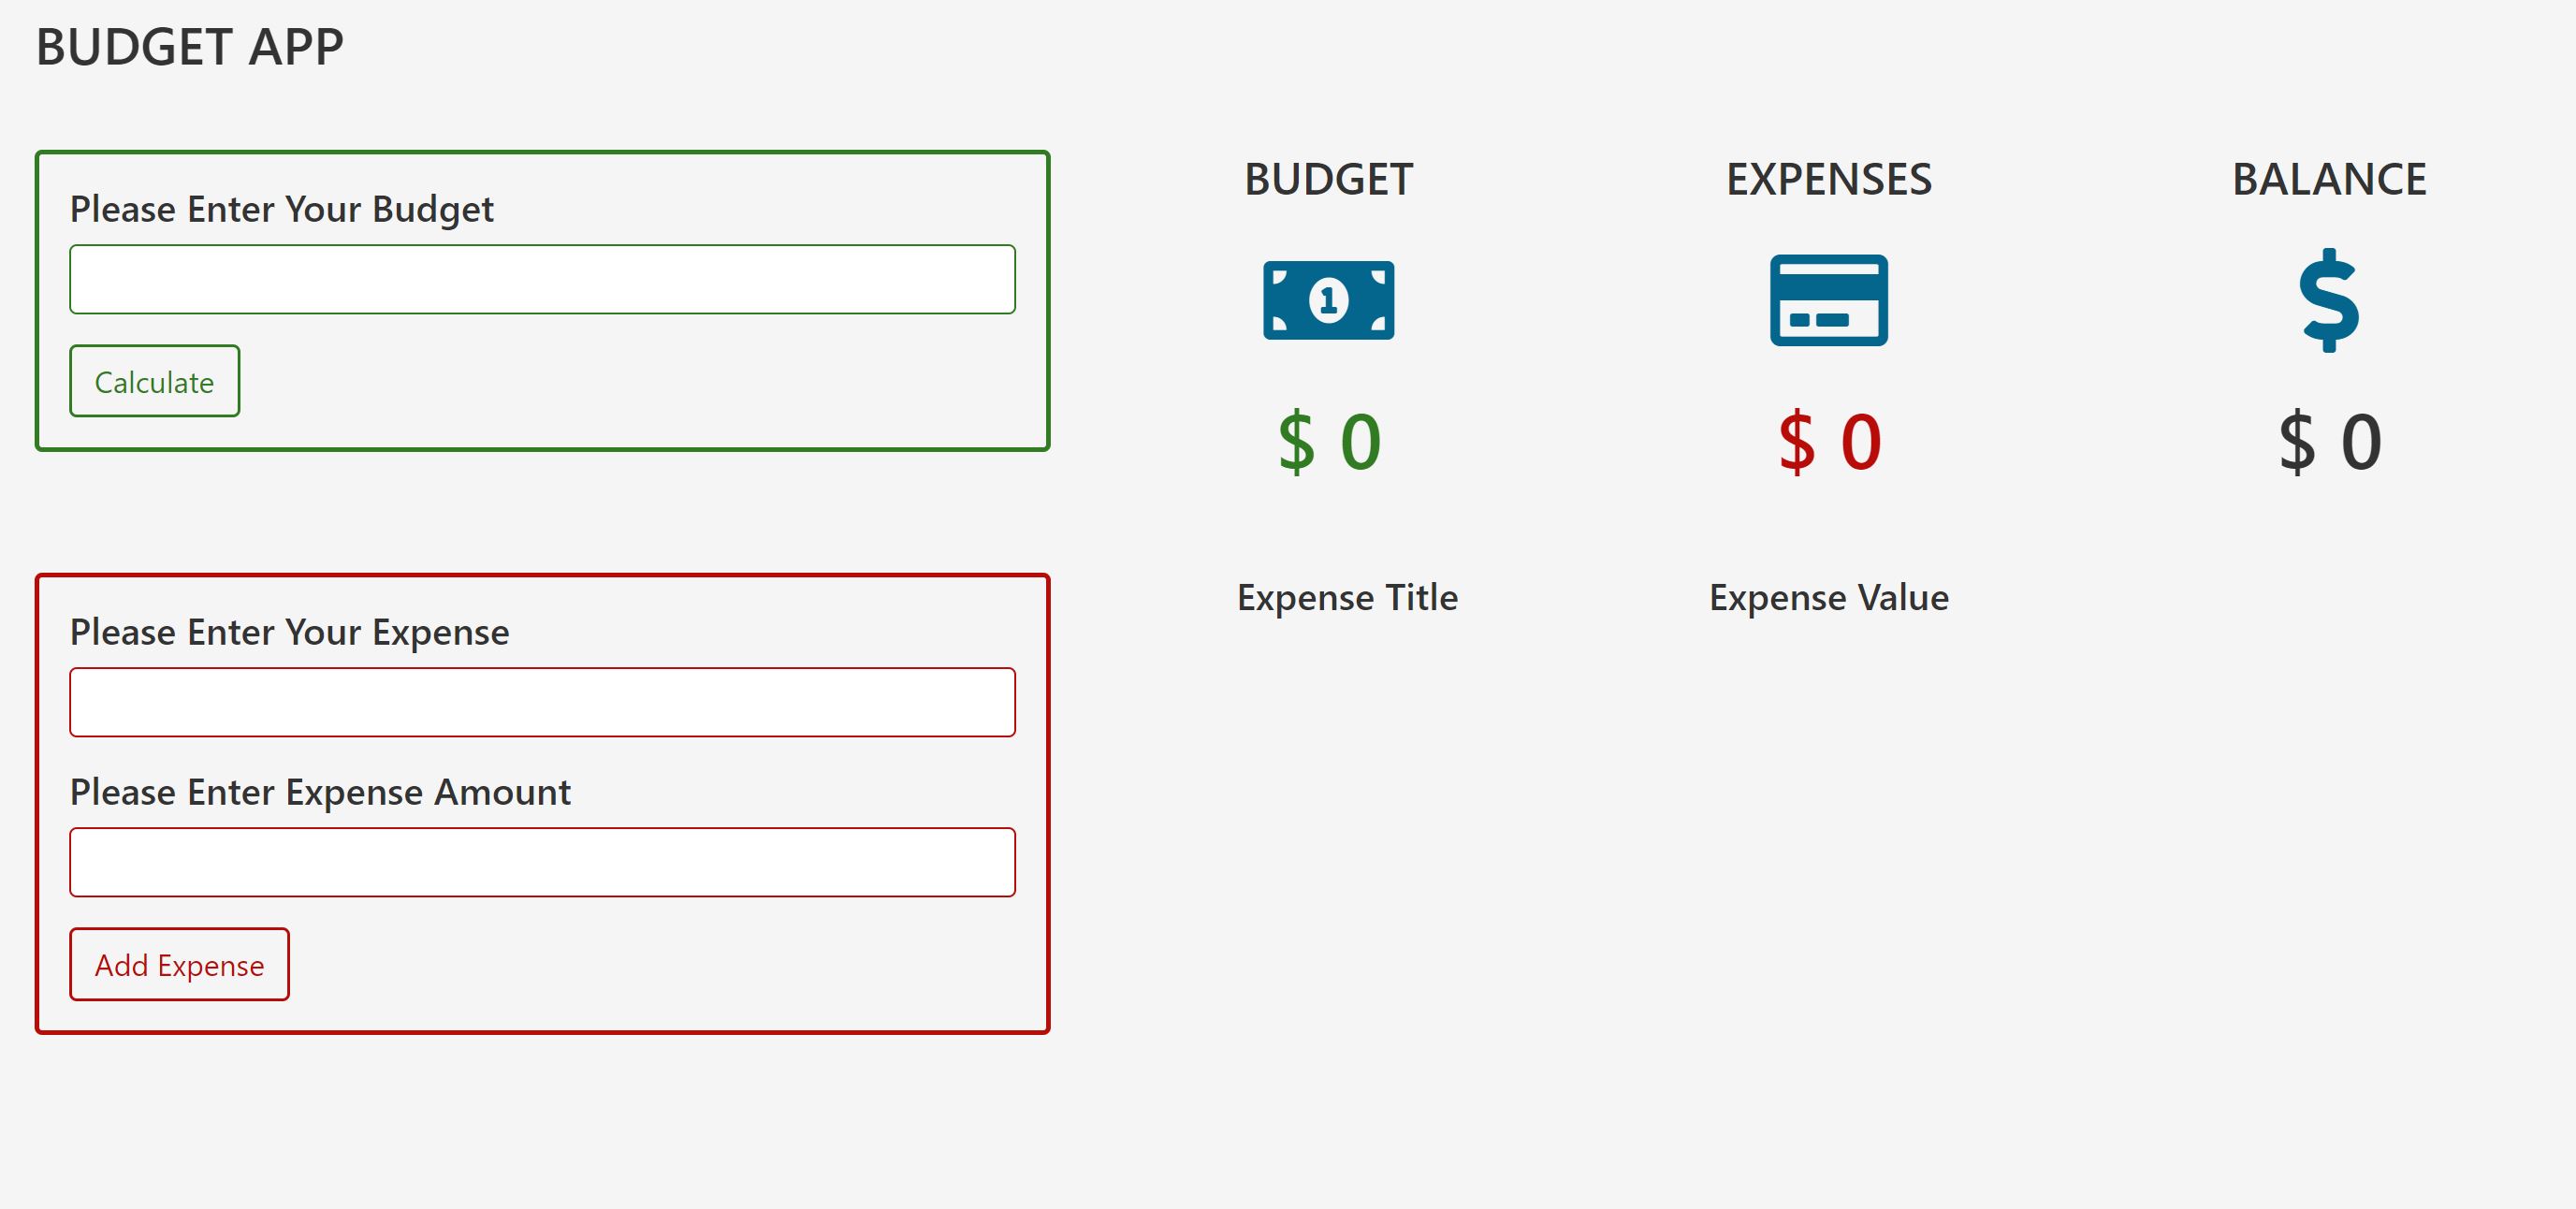 BUDGET APP
Please Enter Your Budget
Calculate
BUDGET
EXPENSES
BALANCE
1
$ 0
$ 0
$ 0
Please Enter Your Expense
Please Enter Expense Amount
Add Expense
Expense Title
Expense Value